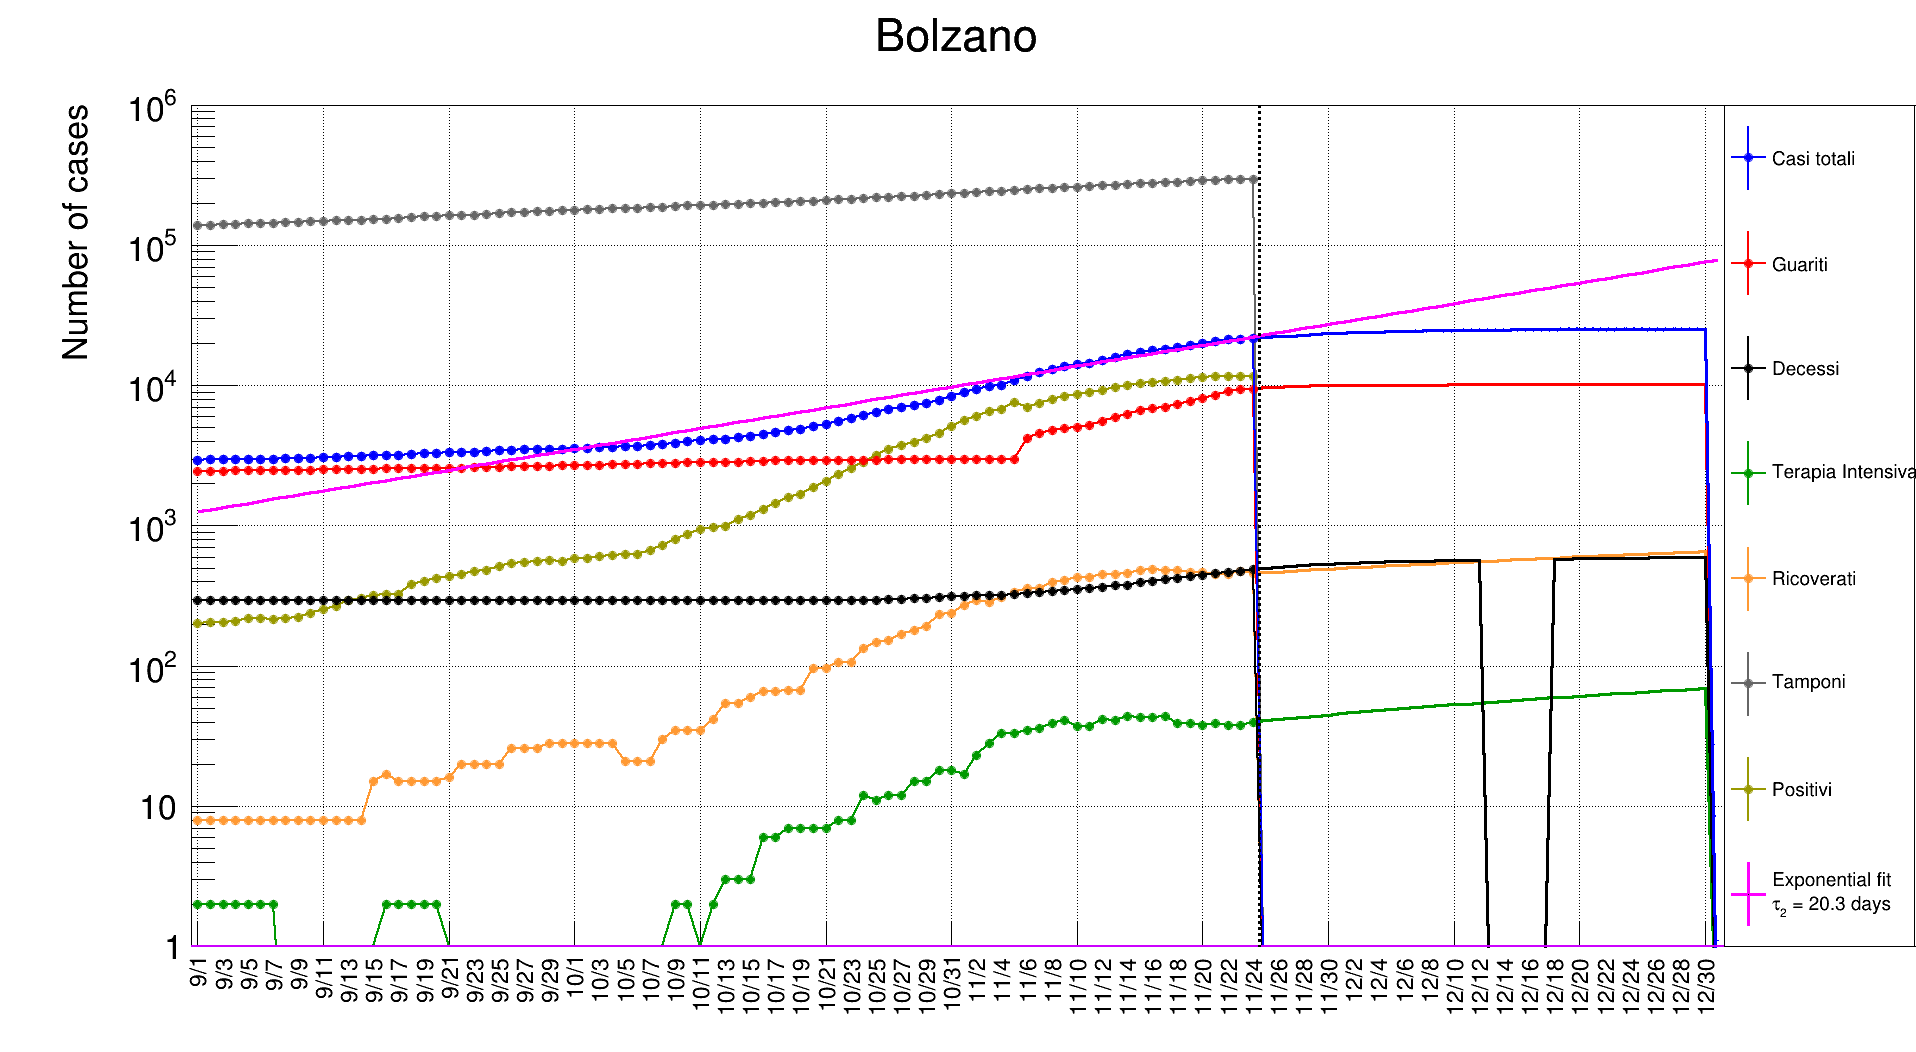 Bolzano
Number of cases
10^6
10^5
10^4
10^3
10^2
10
1
9/1 9/3 9/5 9/7 9/9 9/11 9/13 9/15 9/17 9/19 9/21 9/23 9/25 9/27 9/29 10/1 10/3 10/5 10/7 10/9 10/11 10/14 10/15 10/17 10/19 10/21 10/23 10/25 10/27 10/29 10/31 11/2 11/4 11/6 11/8 11/10 11/12 11/14 11/16 11/18 11/20 11/22 11/24 11/26 11/28 11/30 12/2 12/4 12/6 12/8 12/10 12/12 12/14 12/16 12/18 12/20 12/22 12/24 12/26 12/28 12/30
Casi totali
Guariti
Decessi
Terapia Intensiva
Ricoverati
Tamponi
Positivi
Exponential fit
τ₂ = 20.3 days